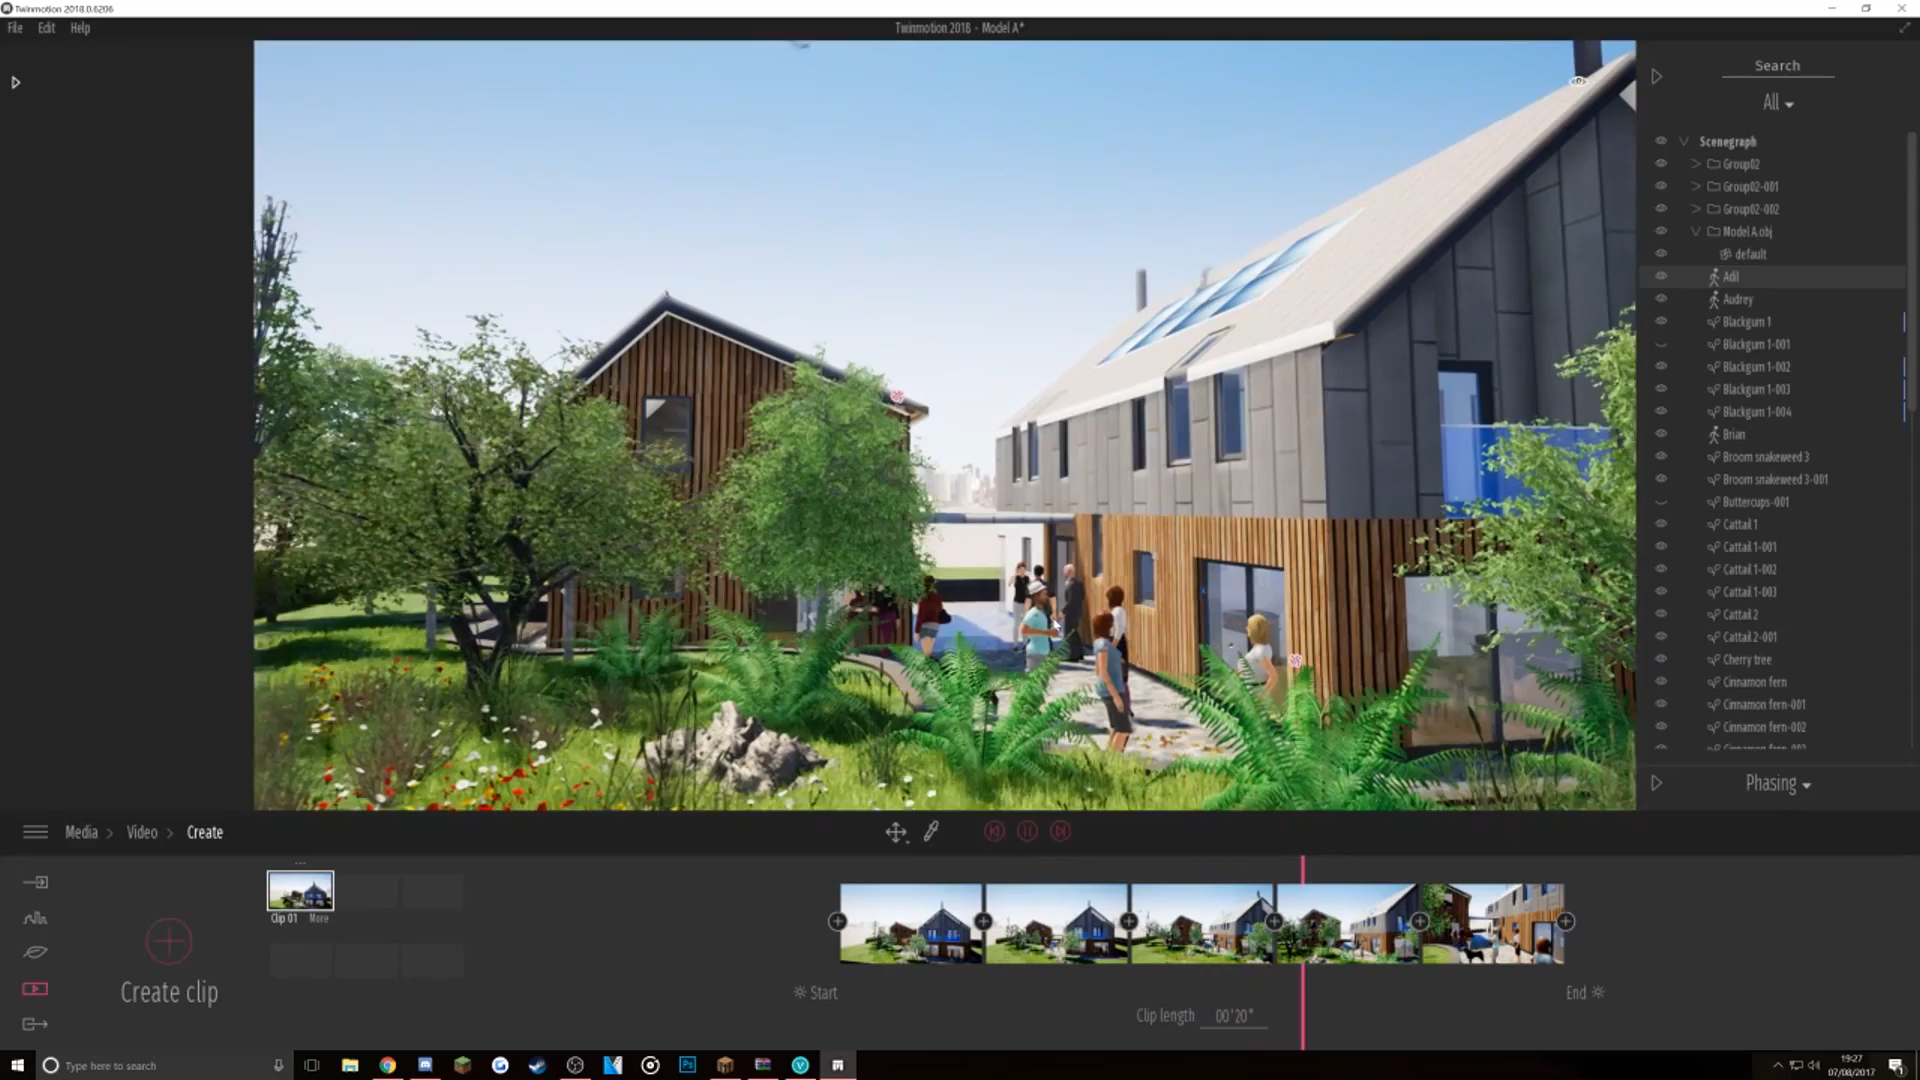 Twinmotion 2018.0.6206
File Edit Help
Twinmotion 2018 - Model A*
Search
All
Scenegraph
Group02
Group02-001
Group02-002
Model A.obj
default
Adil
Audrey
Blackgum 1
Blackgum 1-001
Blackgum 1-002
Blackgum 1-003
Blackgum 1-004
Brian
Broom snakeweed 3
Broom snakeweed 3-001
Buttercups-001
Cattail 1
Cattail 1-001
Cattail 1-002
Cattail 1-003
Cattail 2
Cattail 2-001
Cherry tree
Cinnamon fern
Cinnamon fern-001
Cinnamon fern-002
Phasing
Media > Video > Create
Clip 01 More
Create clip
Start
End
Clip length 00'20"
Type here to search
Ps
19:27
07/08/2017